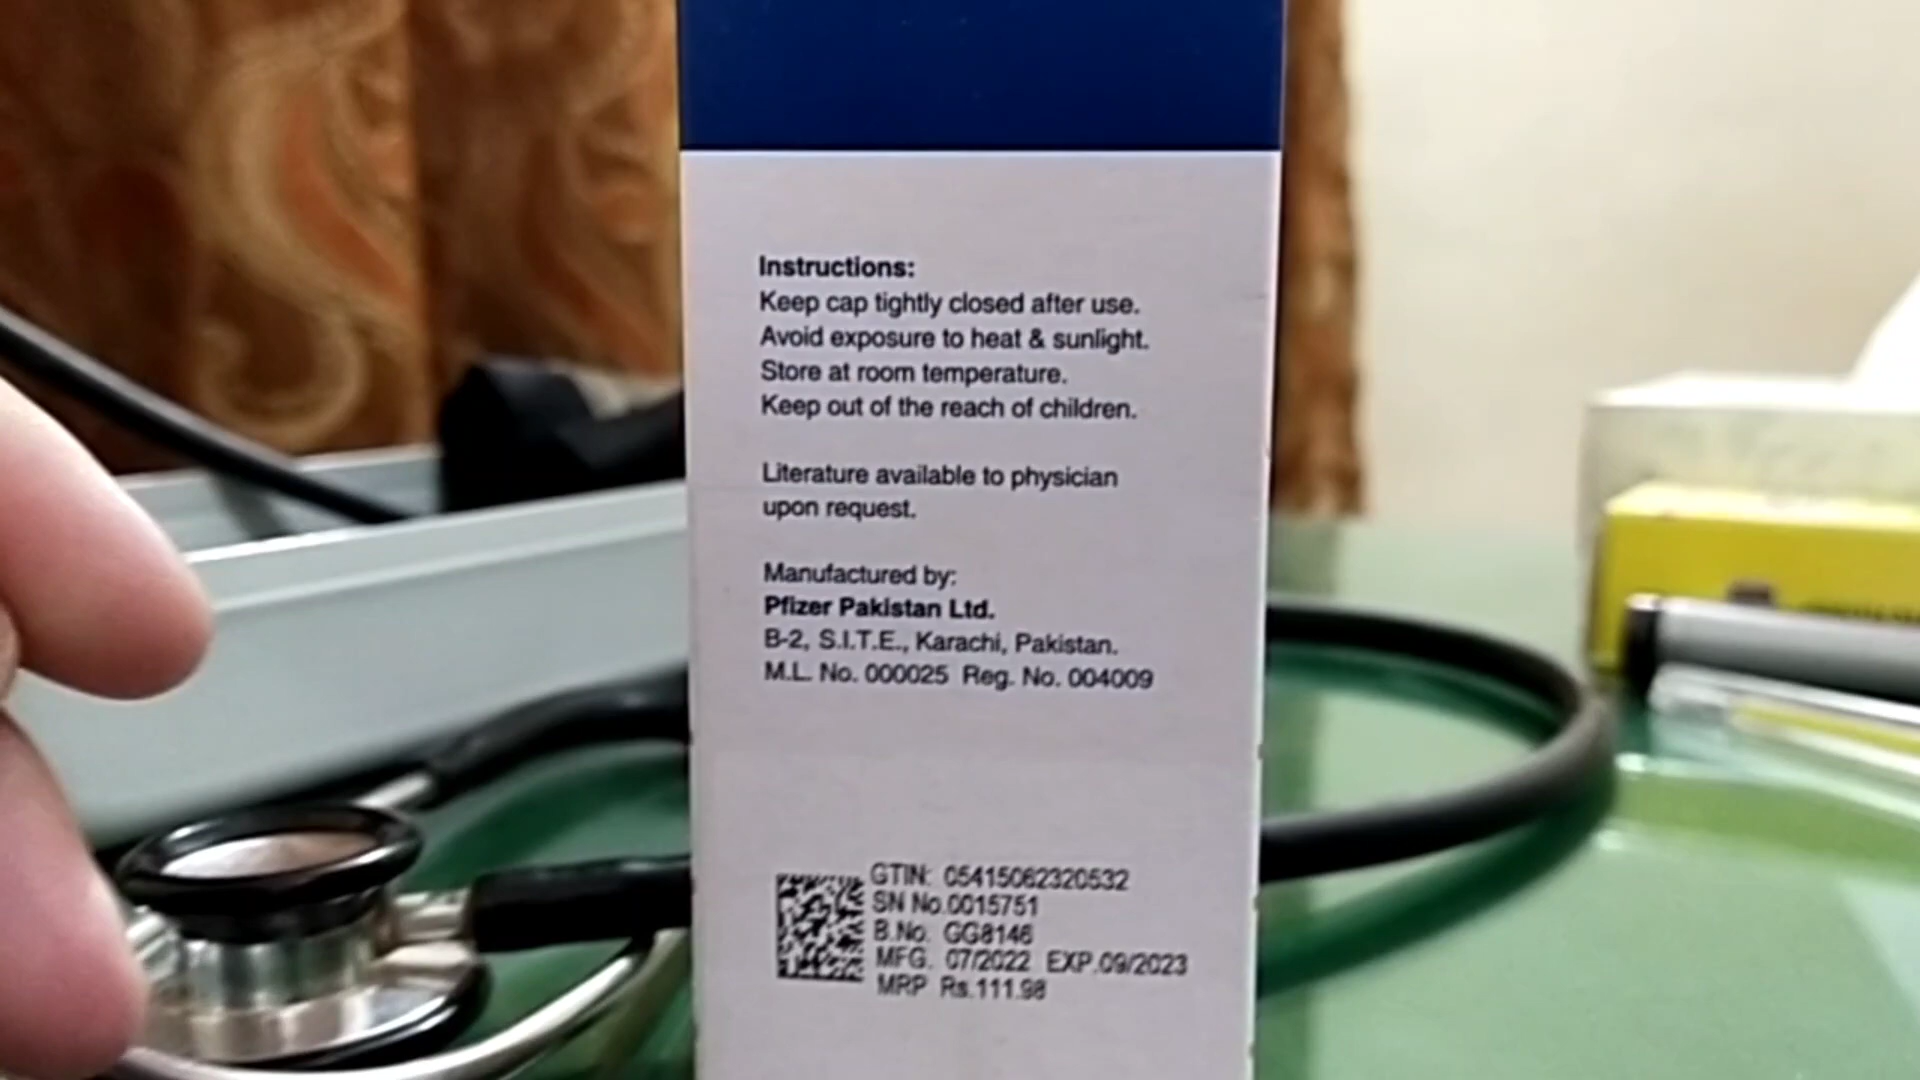 Instructions:
Keep cap tightly closed after use.
Avoid exposure to heat & sunlight.
Store at room temperature.
Keep out of the reach of children.
Literature available to physician
upon request.
Manufactured by:
Pfizer Pakistan Ltd.
B-2, S.I.T.E., Karachi, Pakistan.
M.L. No. 000025 Reg. No. 004009
GTIN: 05415062320532
SN No.0015751
B.No. GG8146
MFG. 07/2022 EXP.09/2023
MRP Rs.111.98